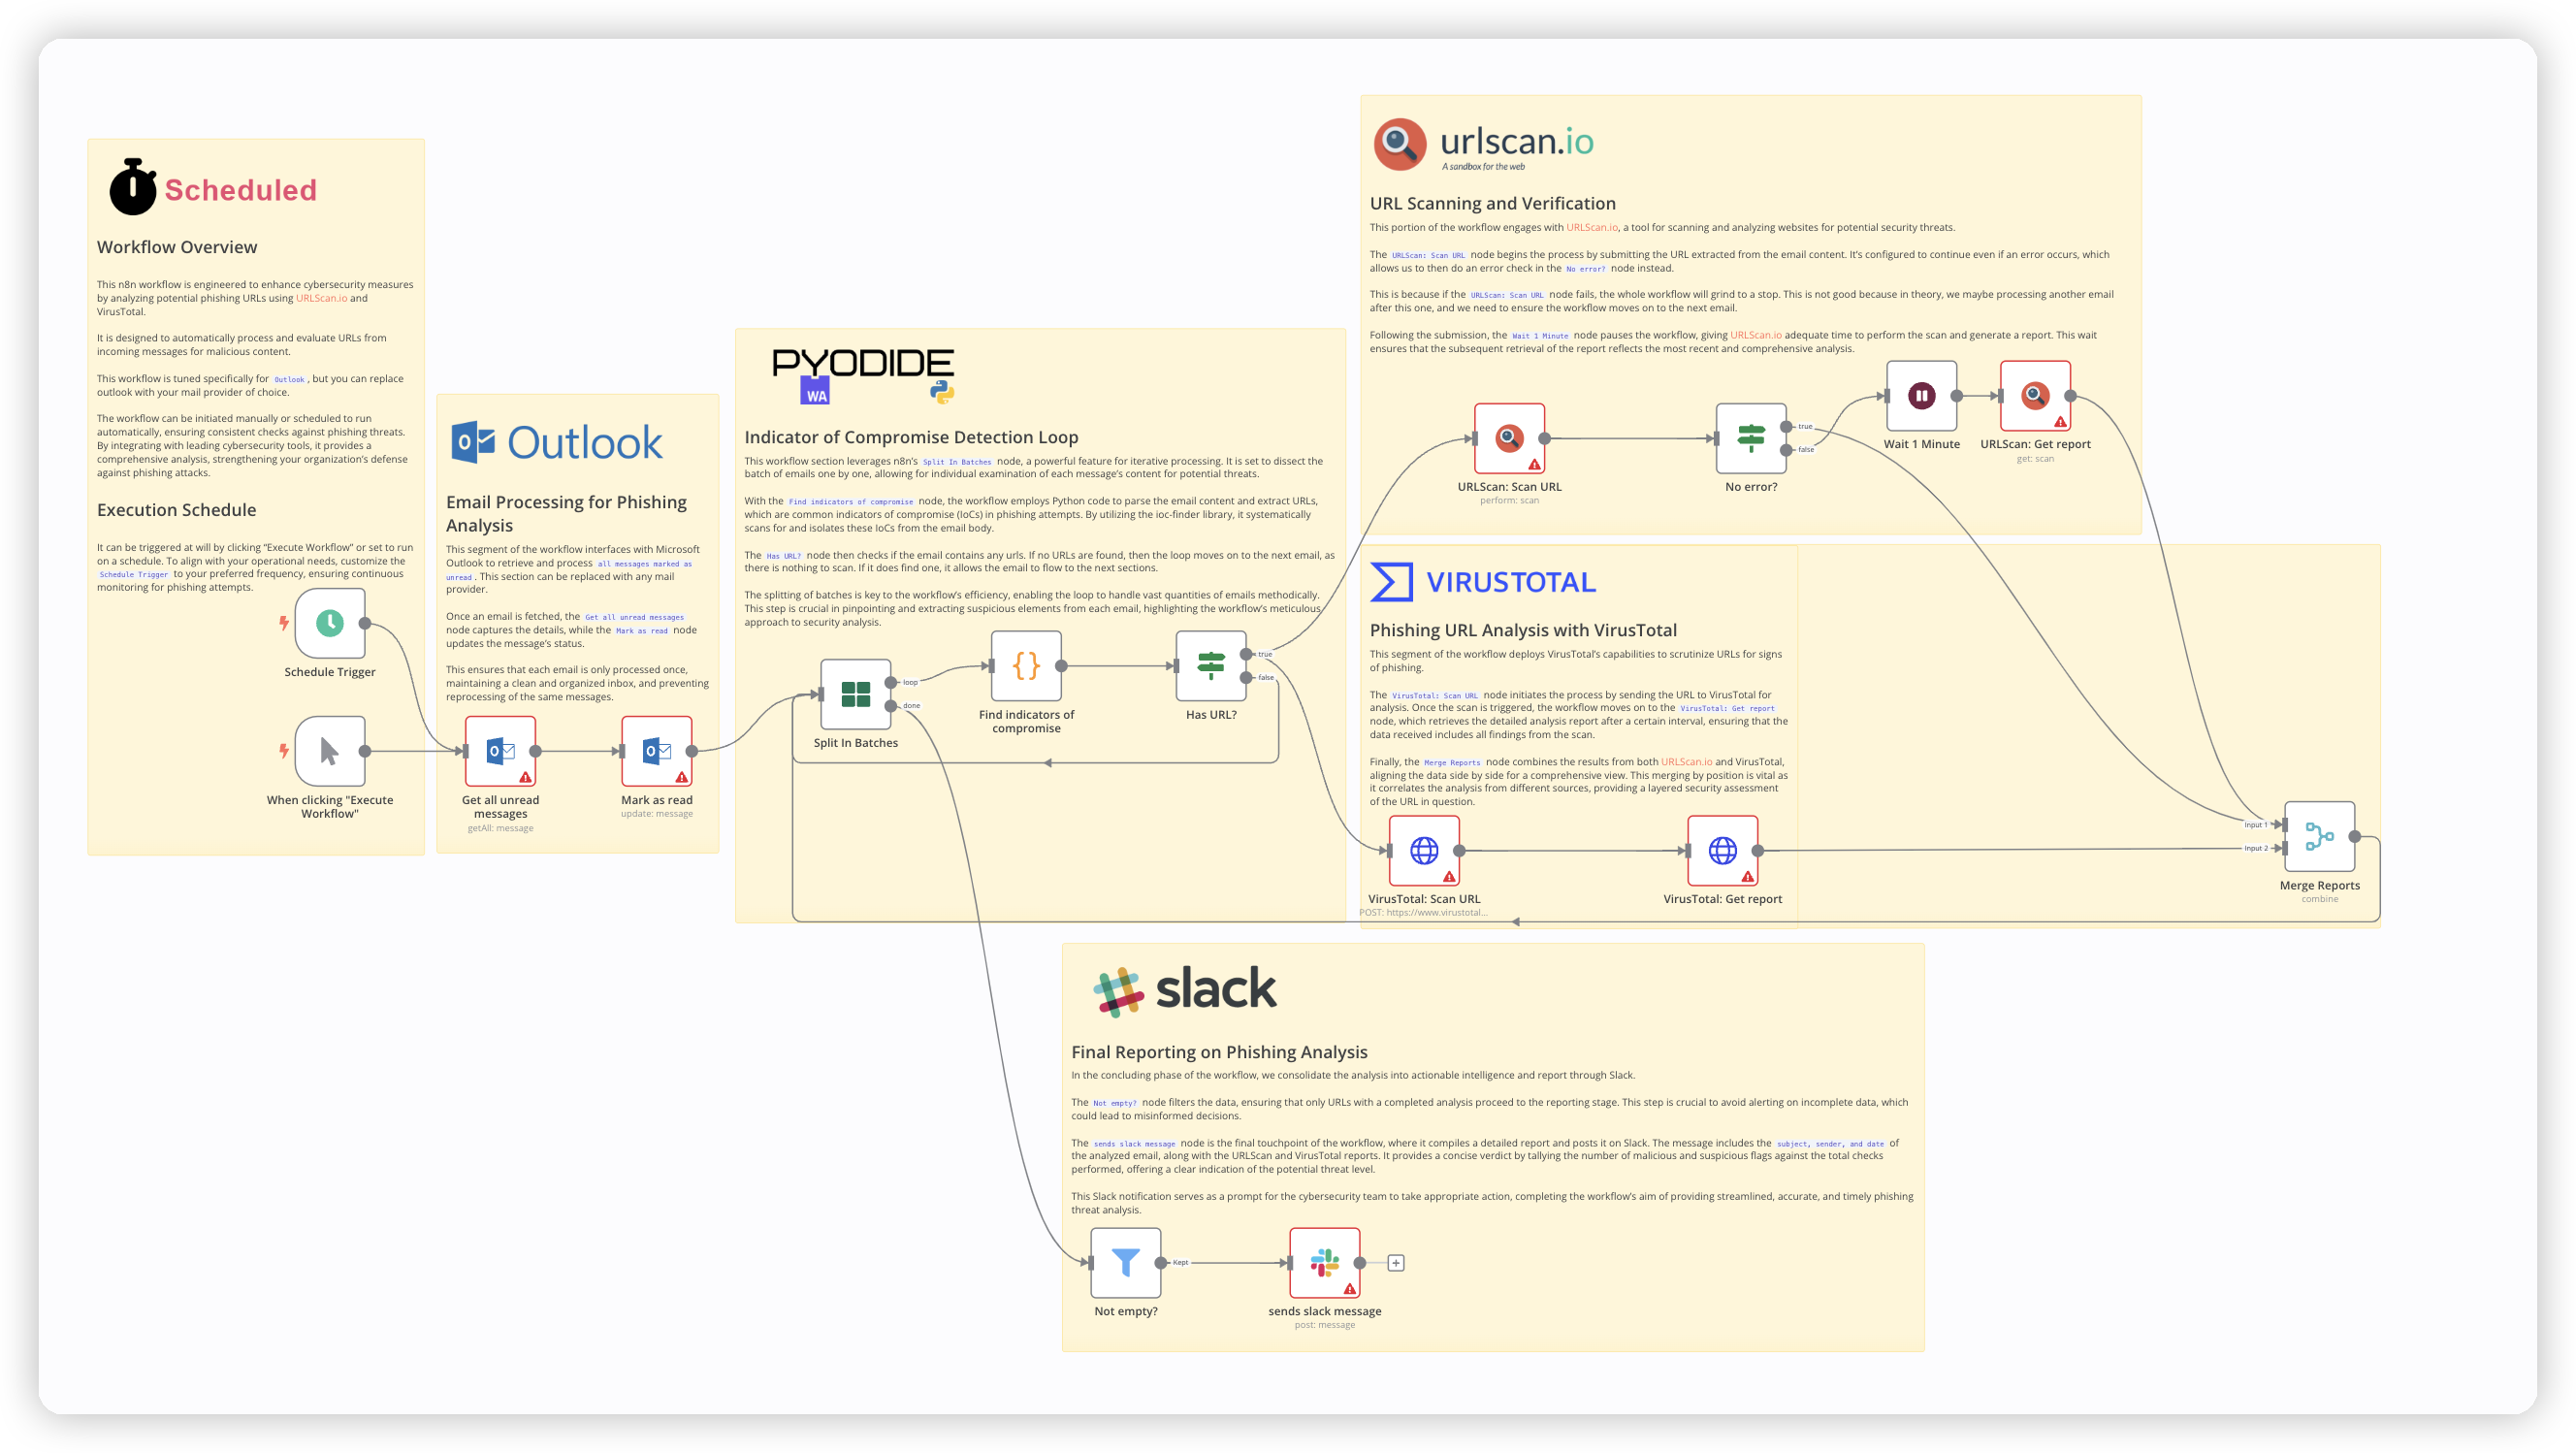 Scheduled
Workflow Overview
This n8n workflow is engineered to enhance cybersecurity measures
by analyzing potential phishing URLs using URLScan.io and
VirusTotal.
It is designed to automatically process and evaluate URLs from
incoming messages for malicious content.
This workflow is tuned specifically for Outlook, but you can replace
outlook with your mail provider of choice.
The workflow can be initiated manually or scheduled to run
automatically, ensuring consistent checks against phishing threats.
By integrating with leading cybersecurity tools, it provides a
comprehensive analysis, strengthening your organization's defense
against phishing attacks.
Execution Schedule
It can be triggered at will by clicking "Execute Workflow" or set to run
on a schedule. To align with your operational needs, customize the
Schedule Trigger to your preferred frequency, ensuring continuous
monitoring for phishing attempts.
Schedule Trigger
When clicking "Execute
Workflow"
Outlook
Email Processing for Phishing
Analysis
This segment of the workflow interfaces with Microsoft
Outlook to retrieve and process all messages marked as
unread. This section can be replaced with any mail
provider.
Once an email is fetched, the Get all unread messages
node captures the details, while the Mark as read node
updates the message's status.
This ensures that each email is only processed once,
maintaining a clean and organized inbox, and preventing
reprocessing of the same messages.
Get all unread
messages
getAll: message
Mark as read
update: message
PYODIDE
WA
Indicator of Compromise Detection Loop
This workflow section leverages n8n's Split In Batches node, a powerful feature for iterative processing. It is set to dissect the
batch of emails one by one, allowing for individual examination of each message's content for potential threats.
With the Find indicators of compromise node, the workflow employs Python code to parse the email content and extract URLs,
which are common indicators of compromise (IoCs) in phishing attempts. By utilizing the ioc-finder library, it systematically
scans for and isolates these IoCs from the email body.
The Has URL? node then checks if the email contains any urls. If no URLs are found, then the loop moves on to the next email, as
there is nothing to scan. If it does find one, it allows the email to flow to the next sections.
The splitting of batches is key to the workflow's efficiency, enabling the loop to handle vast quantities of emails methodically.
This step is crucial in pinpointing and extracting suspicious elements from each email, highlighting the workflow's meticulous
approach to security analysis.
loop
done
Split In Batches
Find indicators of
compromise
true
false
Has URL?
urlscan.io
A sandbox for the web
URL Scanning and Verification
This portion of the workflow engages with URLScan.io, a tool for scanning and analyzing websites for potential security threats.
The URLScan: Scan URL node begins the process by submitting the URL extracted from the email content. It's configured to continue even if an error occurs, which
allows us to then do an error check in the No error? node instead.
This is because if the URLScan: Scan URL node fails, the whole workflow will grind to a stop. This is not good because in theory, we maybe processing another email
after this one, and we need to ensure the workflow moves on to the next email.
Following the submission, the Wait 1 Minute node pauses the workflow, giving URLScan.io adequate time to perform the scan and generate a report. This wait
ensures that the subsequent retrieval of the report reflects the most recent and comprehensive analysis.
URLScan: Scan URL
perform: scan
true
false
No error?
Wait 1 Minute
URLScan: Get report
get: scan
VIRUSTOTAL
Phishing URL Analysis with VirusTotal
This segment of the workflow deploys VirusTotal's capabilities to scrutinize URLs for signs
of phishing.
The VirusTotal: Scan URL node initiates the process by sending the URL to VirusTotal for
analysis. Once the scan is triggered, the workflow moves on to the VirusTotal: Get report
node, which retrieves the detailed analysis report after a certain interval, ensuring that the
data received includes all findings from the scan.
Finally, the Merge Reports node combines the results from both URLScan.io and VirusTotal,
aligning the data side by side for a comprehensive view. This merging by position is vital as
it correlates the analysis from different sources, providing a layered security assessment
of the URL in question.
VirusTotal: Scan URL
POST: https://www.virustotal...
VirusTotal: Get report
Input 1
Input 2
Merge Reports
combine
slack
Final Reporting on Phishing Analysis
In the concluding phase of the workflow, we consolidate the analysis into actionable intelligence and report through Slack.
The Not empty? node filters the data, ensuring that only URLs with a completed analysis proceed to the reporting stage. This step is crucial to avoid alerting on incomplete data, which
could lead to misinformed decisions.
The sends slack message node is the final touchpoint of the workflow, where it compiles a detailed report and posts it on Slack. The message includes the subject, sender, and date of
the analyzed email, along with the URLScan and VirusTotal reports. It provides a concise verdict by tallying the number of malicious and suspicious flags against the total checks
performed, offering a clear indication of the potential threat level.
This Slack notification serves as a prompt for the cybersecurity team to take appropriate action, completing the workflow's aim of providing streamlined, accurate, and timely phishing
threat analysis.
Kept
Not empty?
sends slack message
post: message